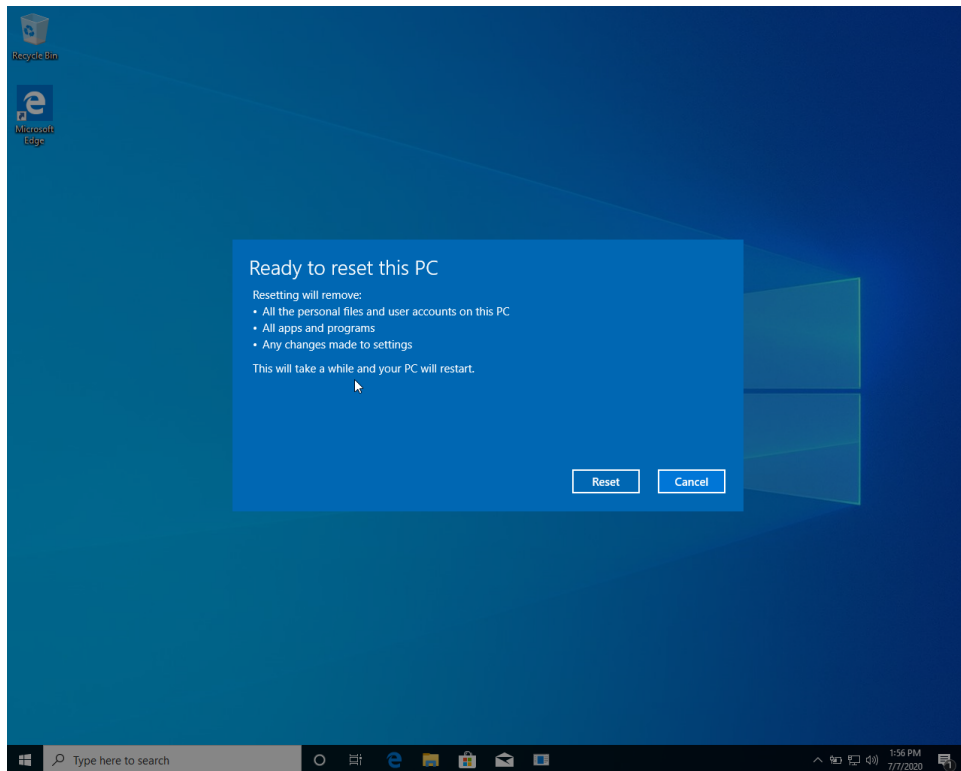 Recycle Bin
Microsoft
Edge
Ready to reset this PC
Resetting will remove:
• All the personal files and user accounts on this PC
• All apps and programs
• Any changes made to settings
This will take a while and your PC will restart.
Reset
Cancel
Type here to search
1:56 PM
7/7/2020
1